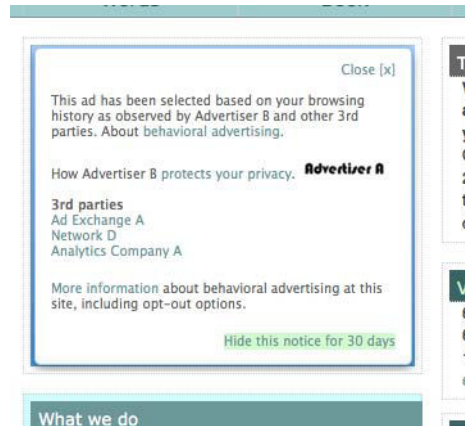 Close [x]
This ad has been selected based on your browsing
history as observed by Advertiser B and other 3rd
parties. About behavioral advertising.
How Advertiser B protects your privacy. Advertiser A
3rd parties
Ad Exchange A
Network D
Analytics Company A
More information about behavioral advertising at this
site, including opt-out options.
Hide this notice for 30 days
What we do